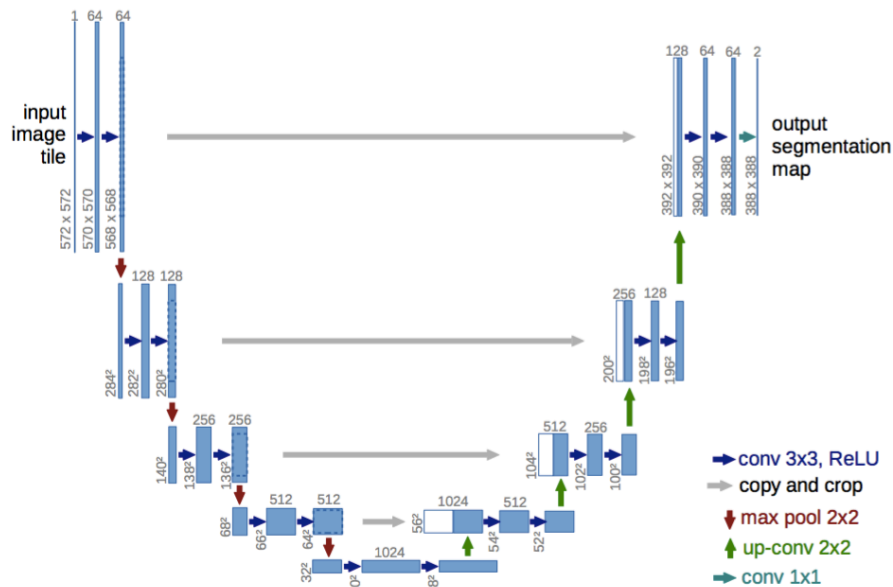 1 64 64
input
image
tile
572 x 572
570 x 570
568 x 568
128 64 64 2
output
segmentation
map
392 x 392
390 x 390
388 x 388
388 x 388
128 128
284²
282²
280²
256 128
200²
198²
196²
256 256
140²
138²
136²
512 256
104²
102²
100²
512 512
68²
66²
64²
1024 512
56²
54²
52²
1024
32²
0²
8²
conv 3x3, ReLU
copy and crop
max pool 2x2
up-conv 2x2
conv 1x1